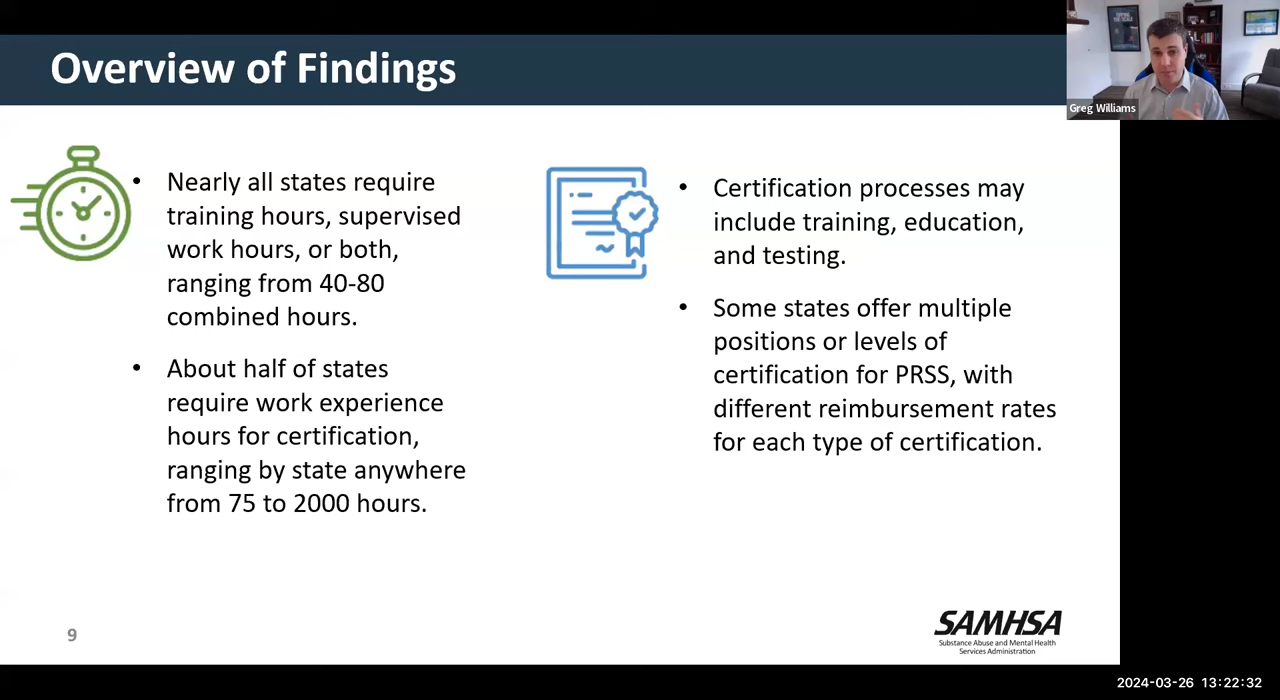 Overview of Findings
Greg Williams
• Nearly all states require
training hours, supervised
work hours, or both,
ranging from 40-80
combined hours.
• About half of states
require work experience
hours for certification,
ranging by state anywhere
from 75 to 2000 hours.
• Certification processes may
include training, education,
and testing.
• Some states offer multiple
positions or levels of
certification for PRSS, with
different reimbursement rates
for each type of certification.
9
SAMHSA
Substance Abuse and Mental Health
Services Administration
2024-03-26 13:22:32